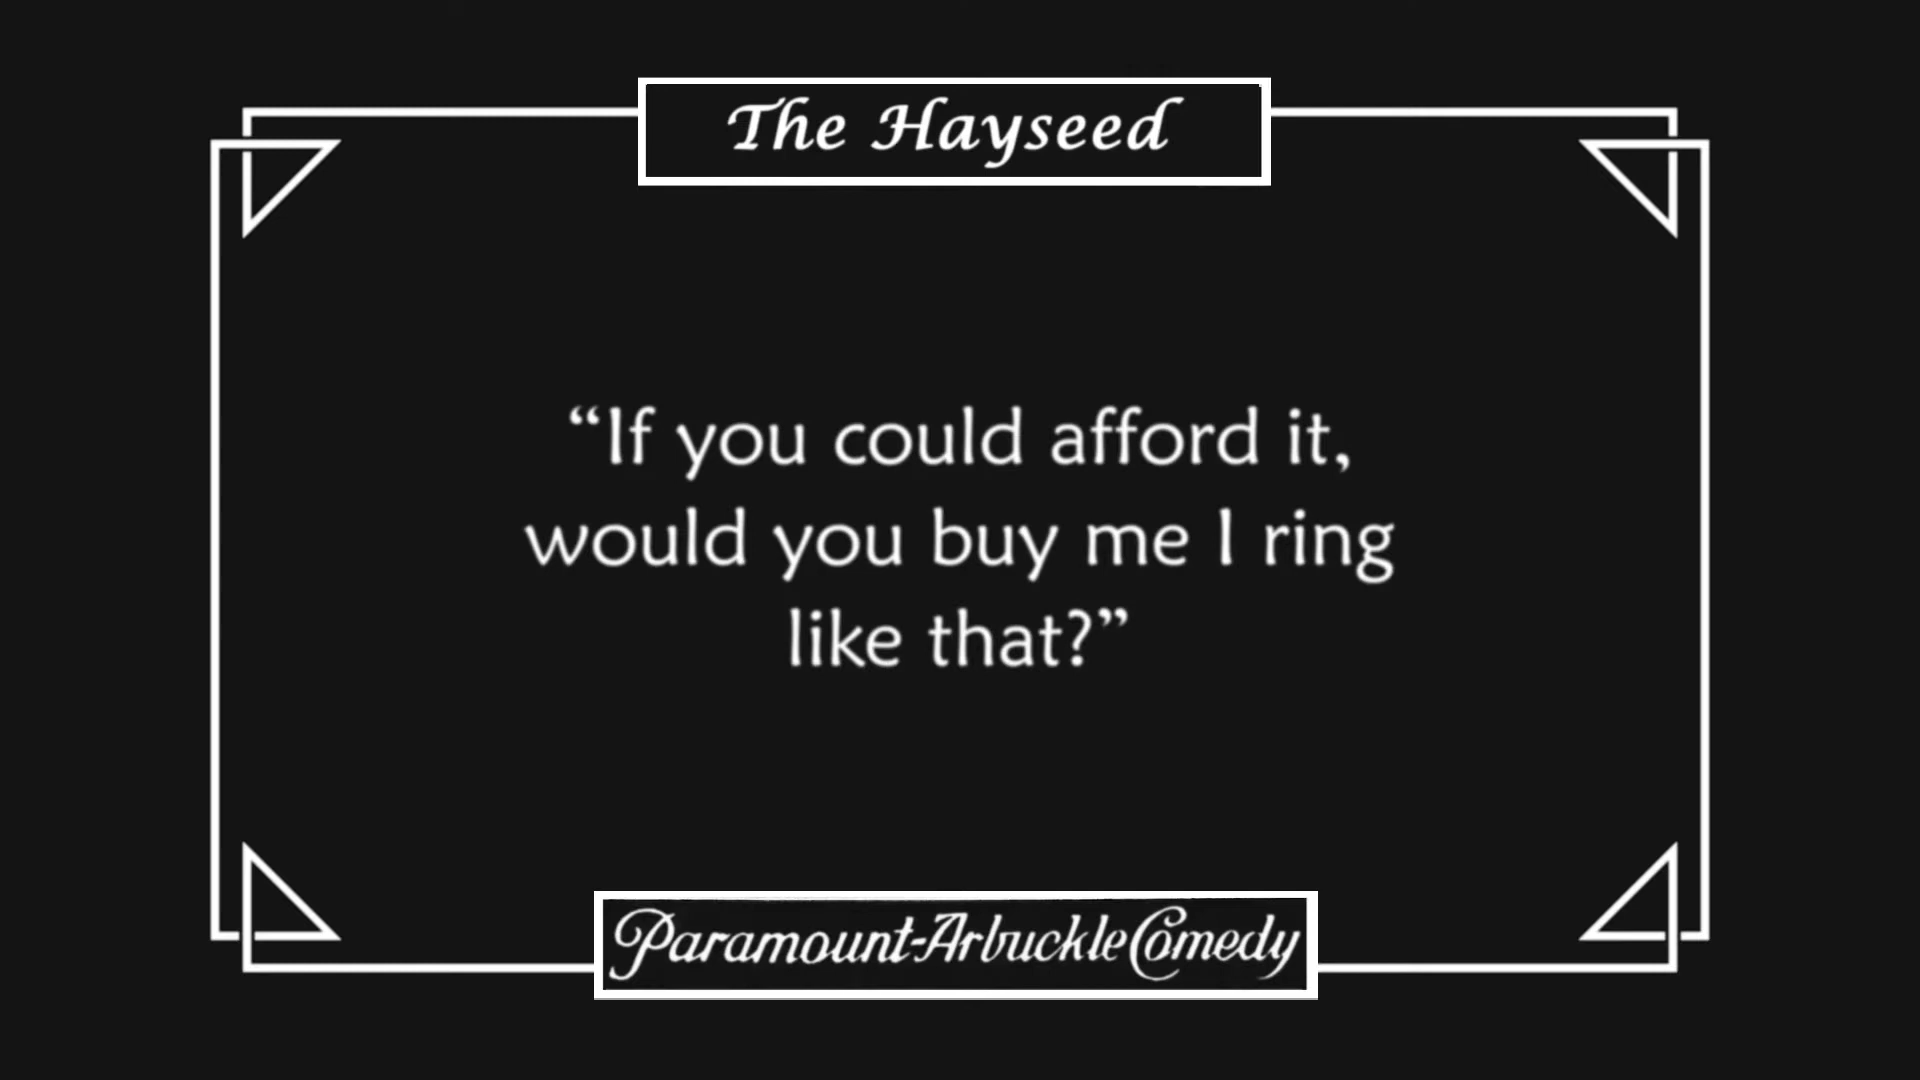 The Hayseed
“If you could afford it,
would you buy me I ring
like that?”
Paramount-Arbuckle Comedy